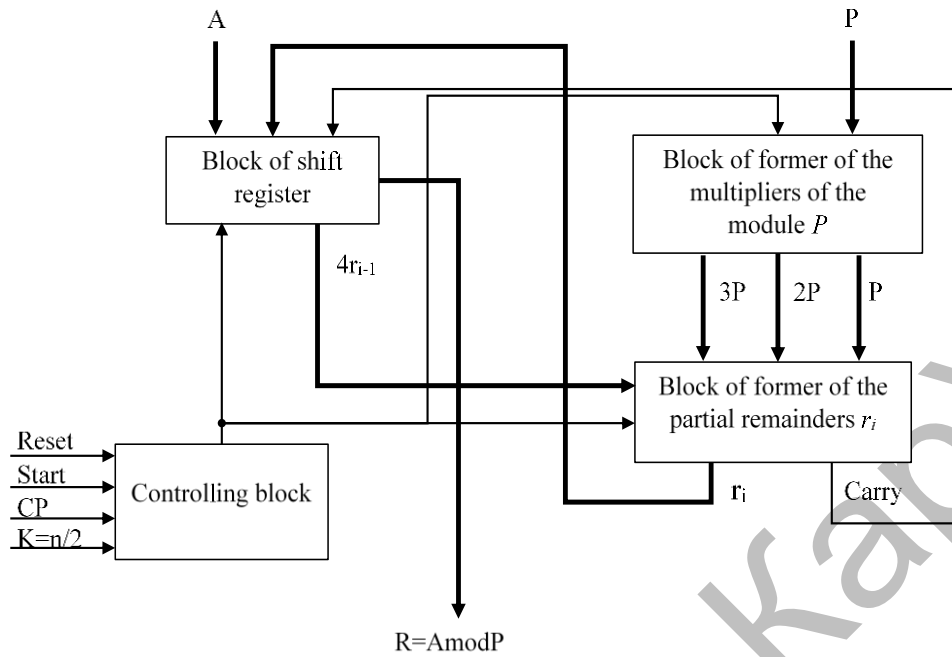 A
P
Block of shift
register
Block of former of the
multipliers of the
module P
4rᵢ₋₁
3P
2P
P
Block of former of the
partial remainders rᵢ
Reset
Start
CP
K=n/2
Controlling block
rᵢ
Carry
R=AmodP